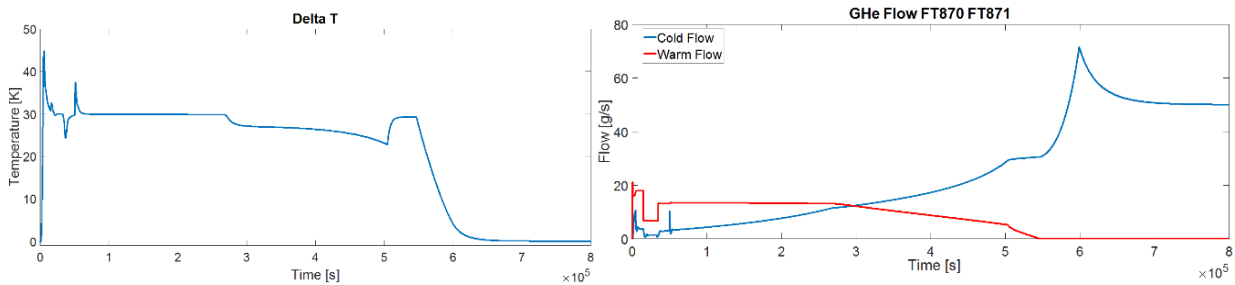 Delta T
Temperature [K]
50
40
30
20
10
0
0 1 2 3 4 5 6 7 8
Time [s]
×10^5
GHe Flow FT870 FT871
Cold Flow
Warm Flow
Flow [g/s]
80
60
40
20
0
0 1 2 3 4 5 6 7 8
Time [s]
×10^5